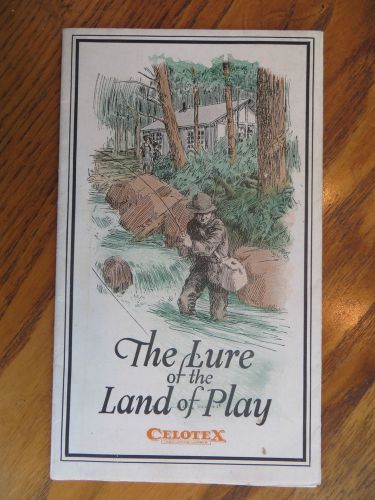 The Lure
of the
Land of Play
CELOTEX